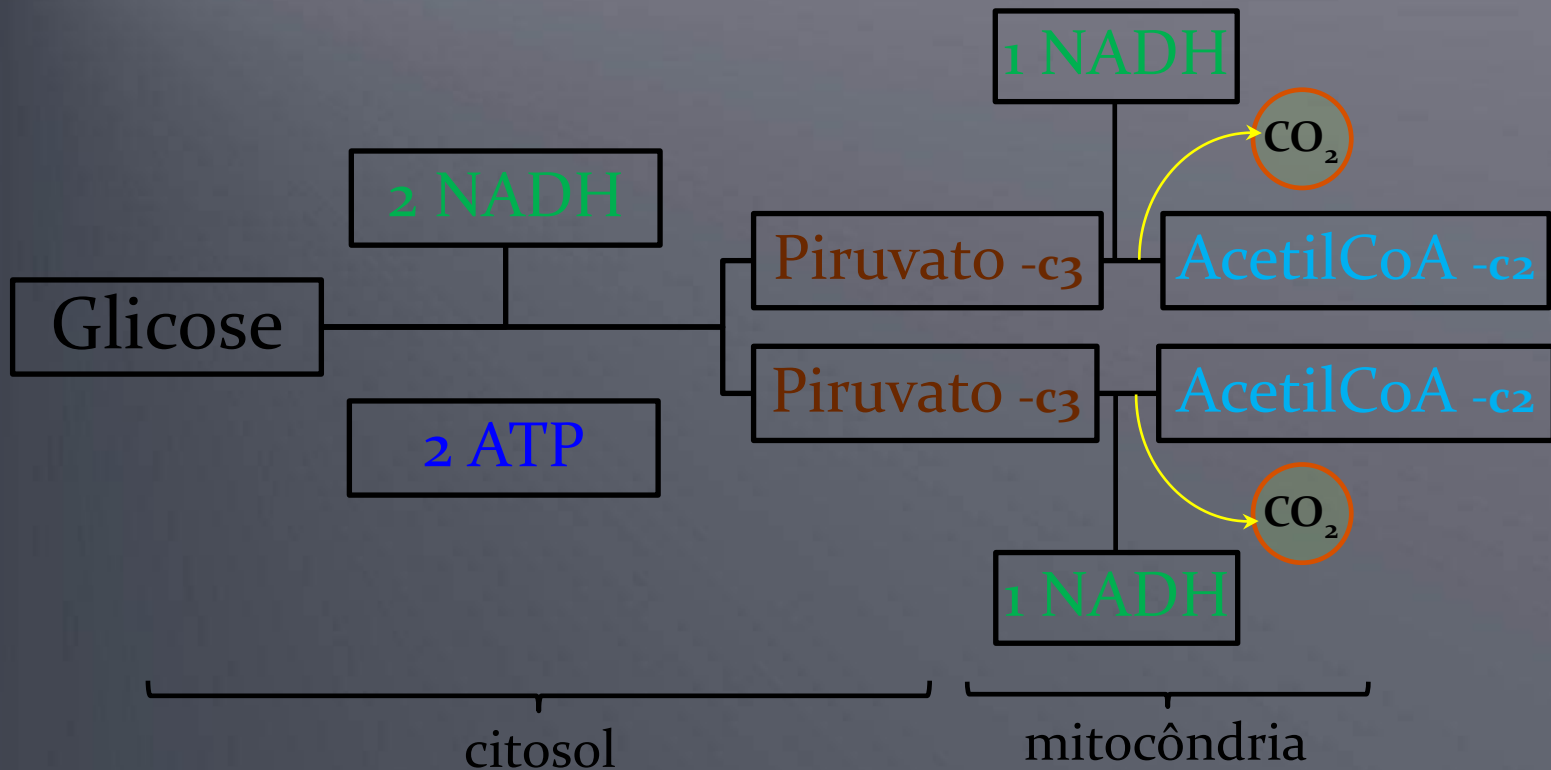 1 NADH
CO₂
2 NADH
Piruvato -c3
AcetilCoA -c2
Glicose
Piruvato -c3
AcetilCoA -c2
2 ATP
CO₂
1 NADH
citosol
mitocôndria